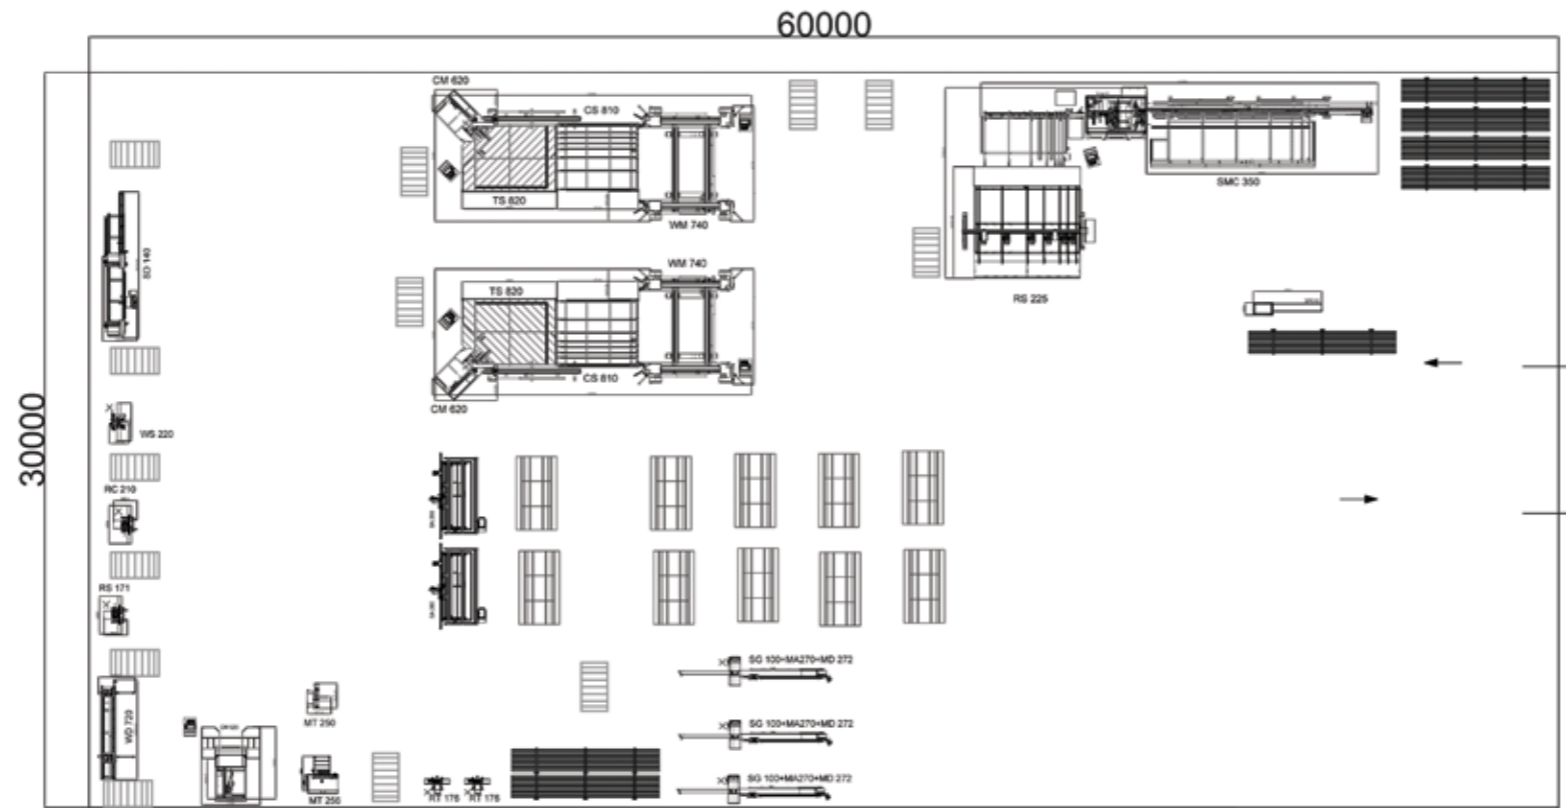 60000
30000
CM 620
CS 810
TS 820
WM 740
SMC 350
RS 225
SD 140
WM 740
TS 820
CS 810
CM 620
WS 220
RC 210
RS 171
WD 720
MT 250
MT 250
RT 176
RT 176
SG 100+MA270+MD 272
SG 100+MA270+MD 272
SG 100+MA270+MD 272